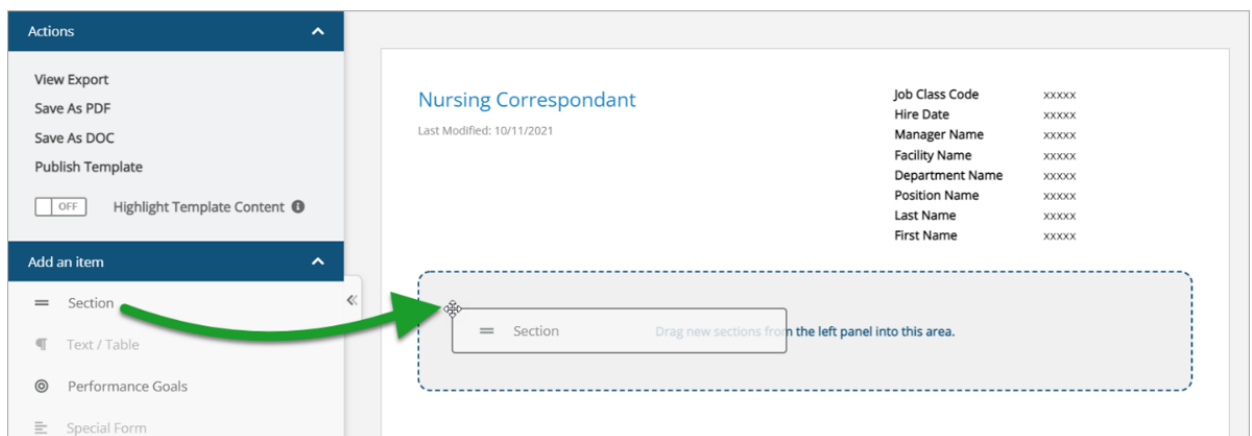 Actions
View Export
Save As PDF
Save As DOC
Publish Template
OFF Highlight Template Content
Add an item
Section
Text / Table
Performance Goals
Special Form
Nursing Correspondant
Last Modified: 10/11/2021
Job Class Code xxxxx
Hire Date xxxxx
Manager Name xxxxx
Facility Name xxxxx
Department Name xxxxx
Position Name xxxxx
Last Name xxxxx
First Name xxxxx
Section Drag new sections from the left panel into this area.